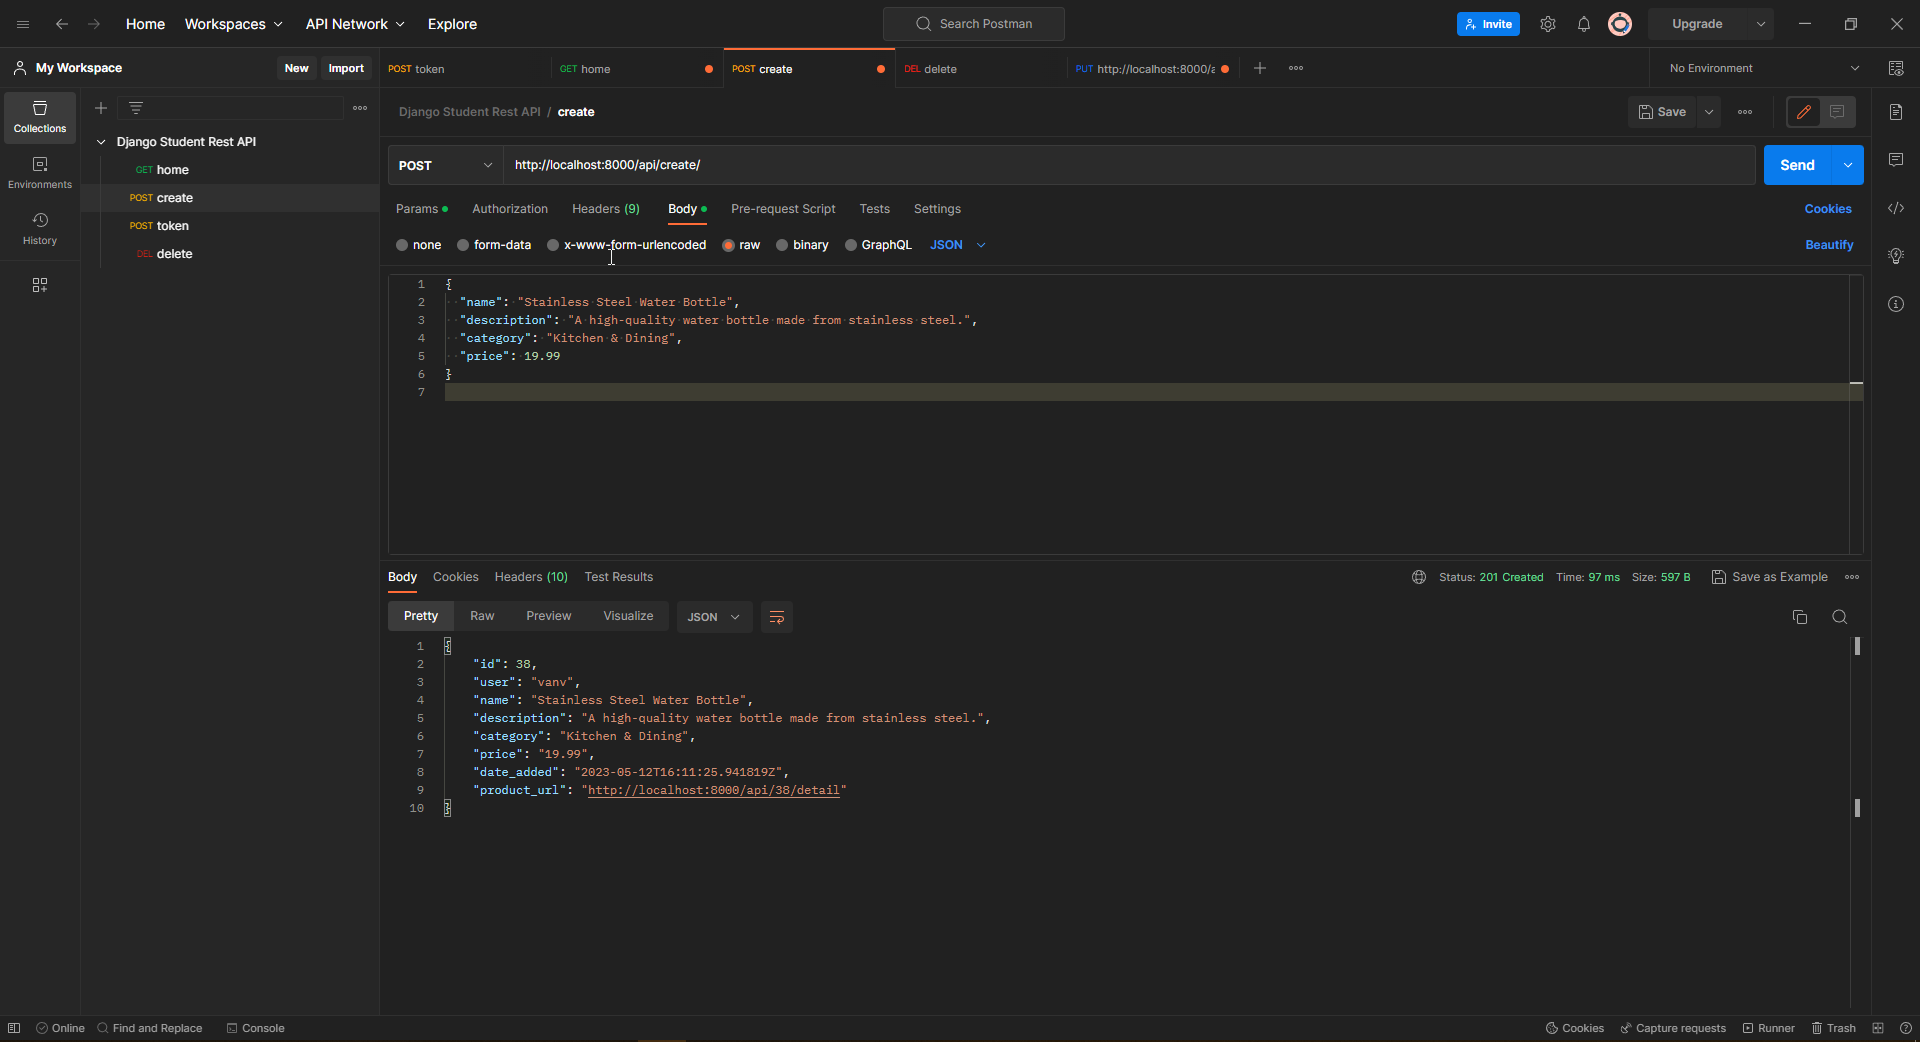 Home Workspaces API Network Explore Search Postman Invite Upgrade
My Workspace New Import POST token GET home POST create DEL delete PUT http://localhost:8000/a No Environment
Collections
Environments
History
Django Student Rest API
GET home
POST create
POST token
DEL delete
Django Student Rest API / create Save
POST http://localhost:8000/api/create/ Send
Params Authorization Headers (9) Body Pre-request Script Tests Settings Cookies
none form-data x-www-form-urlencoded raw binary GraphQL JSON Beautify
1 {
2 "name": "Stainless Steel Water Bottle",
3 "description": "A high-quality water bottle made from stainless steel.",
4 "category": "Kitchen & Dining",
5 "price": 19.99
6 }
7
Body Cookies Headers (10) Test Results Status: 201 Created Time: 97 ms Size: 597 B Save as Example
Pretty Raw Preview Visualize JSON
1 {
2 "id": 38,
3 "user": "vanv",
4 "name": "Stainless Steel Water Bottle",
5 "description": "A high-quality water bottle made from stainless steel.",
6 "category": "Kitchen & Dining",
7 "price": "19.99",
8 "date_added": "2023-05-12T16:11:25.941819Z",
9 "product_url": "http://localhost:8000/api/38/detail"
10 }
Online Find and Replace Console Cookies Capture requests Runner Trash